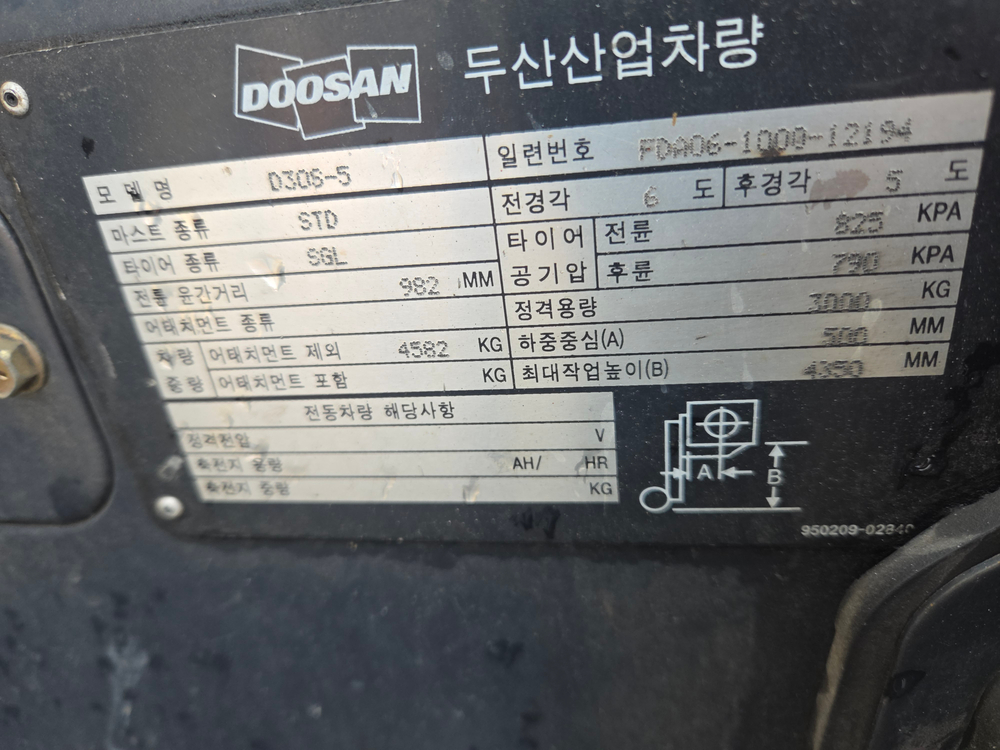 DOOSAN 두산산업차량
모델명 D30S-5 일련번호 FDA06-1000-12194
마스트 종류 STD 전경각 6 도 후경각 5 도
타이어 종류 SGL 타이어 공기압 전륜 825 KPA
전륜 윤간거리 982 MM 후륜 790 KPA
어태치먼트 종류 정격용량 3000 KG
차량 중량 어태치먼트 제외 4582 KG 하중중심(A) 500 MM
어태치먼트 포함 KG 최대작업높이(B) 4350 MM
전동차량 해당사항
정격전압 V
축전지 용량 AH/ HR
축전지 중량 KG
A B